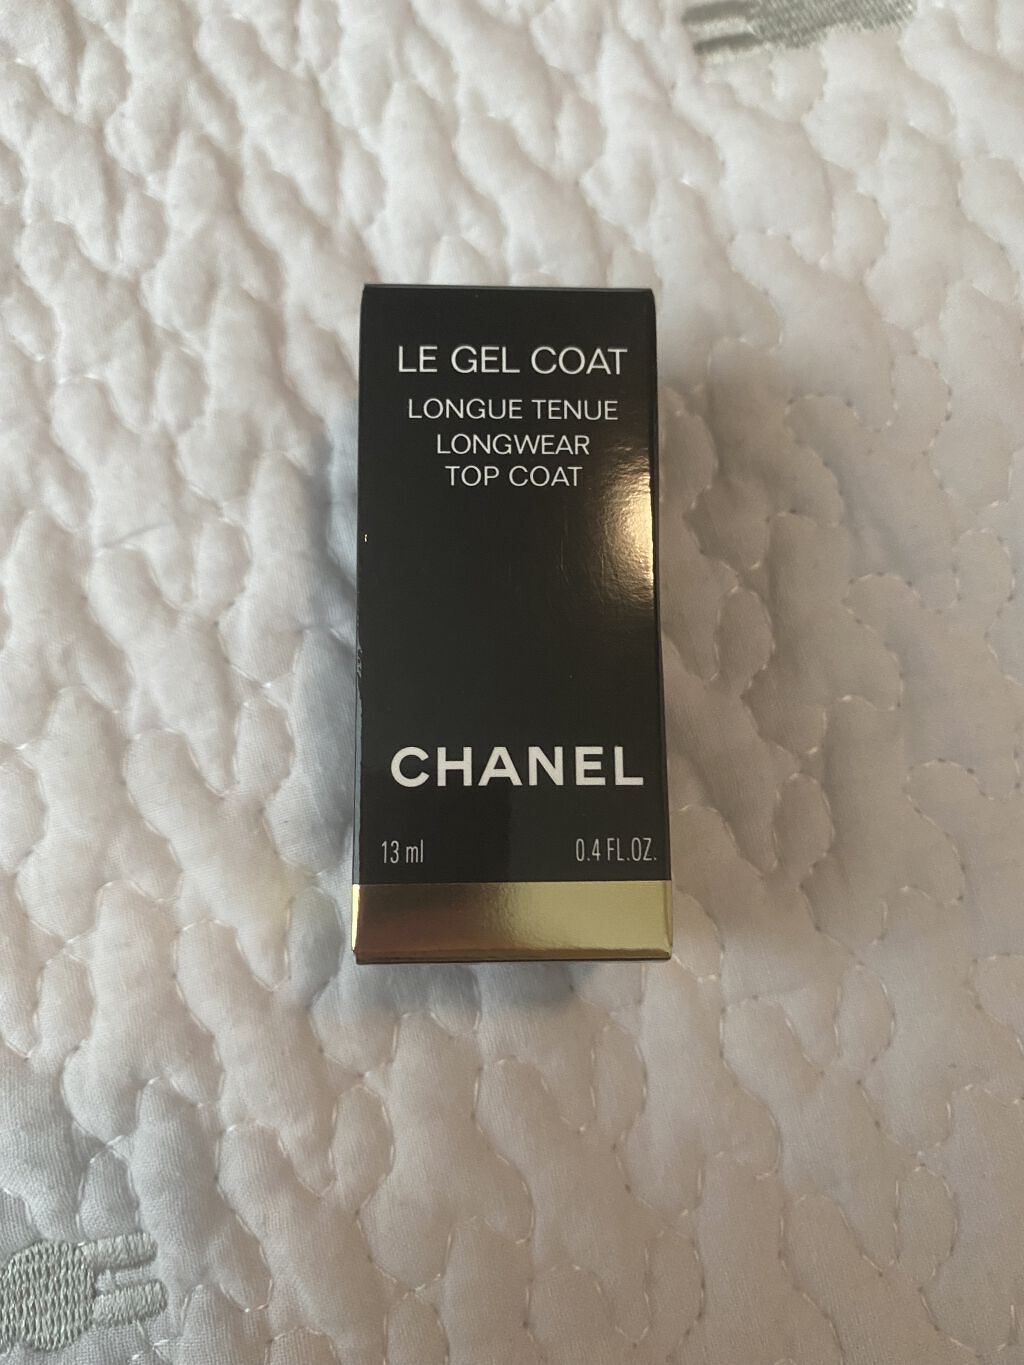 LE GEL COAT
LONGUE TENUE
LONGWEAR
TOP COAT
CHANEL
13 ml 0.4 FL.OZ.